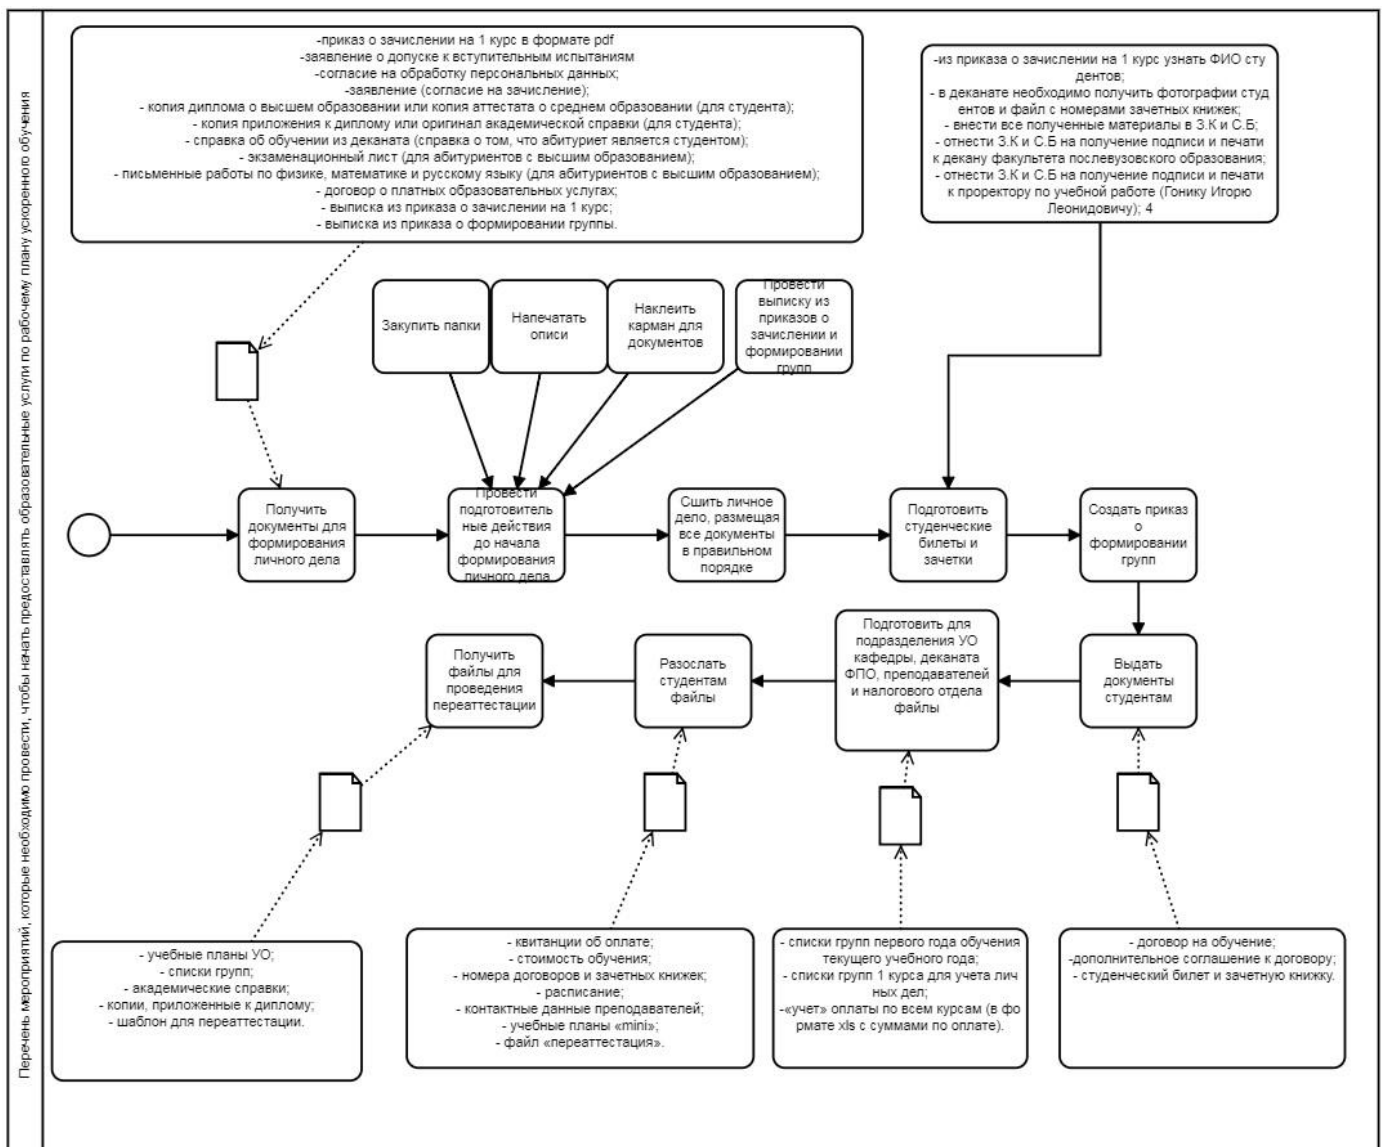 Перечень мероприятий, которые необходимо провести, чтобы начать предоставлять образовательные услуги по рабочему плану ускоренного обучения
-приказ о зачислении на 1 курс в формате pdf
-заявление о допуске к вступительным испытаниям
-согласие на обработку персональных данных;
-заявление (согласие на зачисление);
- копия диплома о высшем образовании или копия аттестата о среднем образовании (для студента);
- копия приложения к диплому или оригинал академической справки (для студента);
- справка об обучении из деканата (справка о том, что абитуриет является студентом);
- экзаменационный лист (для абитуриентов с высшим образованием);
- письменные работы по физике, математике и русскому языку (для абитуриентов с высшим образованием);
- договор о платных образовательных услугах;
- выписка из приказа о зачислении на 1 курс;
- выписка из приказа о формировании группы.
-из приказа о зачислении на 1 курс узнать ФИО сту
дентов;
- в деканате необходимо получить фотографии студ
ентов и файл с номерами зачетных книжек;
- внести все полученные материалы в З.К и С.Б;
- отнести З.К и С.Б на получение подписи и печати
к декану факультета послевузовского образования;
- отнести З.К и С.Б на получение подписи и печати
к проректору по учебной работе (Гонику Игорю
Леонидовичу); 4
Закупить папки
Напечатать
описи
Наклеить
карман для
документов
Провести
выписку из
приказов о
зачислении и
формировании
групп
Получить
документы для
формирования
личного дела
Провести
подготовитель
ные действия
до начала
формирования
личного дела
Сшить личное
дело, размещая
все документы
в правильном
порядке
Подготовить
студенческие
билеты и
зачетки
Создать приказ
о
формировании
групп
Получить
файлы для
проведения
переаттестации
Разослать
студентам
файлы
Подготовить для
подразделения УО
кафедры, деканата
ФПО, преподавателей
и налогового отдела
файлы
Выдать
документы
студентам
- учебные планы УО;
- списки групп;
- академические справки;
- копии, приложенные к диплому;
- шаблон для переаттестации.
- квитанции об оплате;
- стоимость обучения;
- номера договоров и зачетных книжек;
- расписание;
- контактные данные преподавателей;
- учебные планы «mini»;
- файл «переаттестация».
- списки групп первого года обучения
текущего учебного года;
- списки групп 1 курса для учета лич
ных дел;
-«учет» оплаты по всем курсам (в фо
рмате xls с суммами по оплате).
- договор на обучение;
-дополнительное соглашение к договору;
- студенческий билет и зачетную книжку.